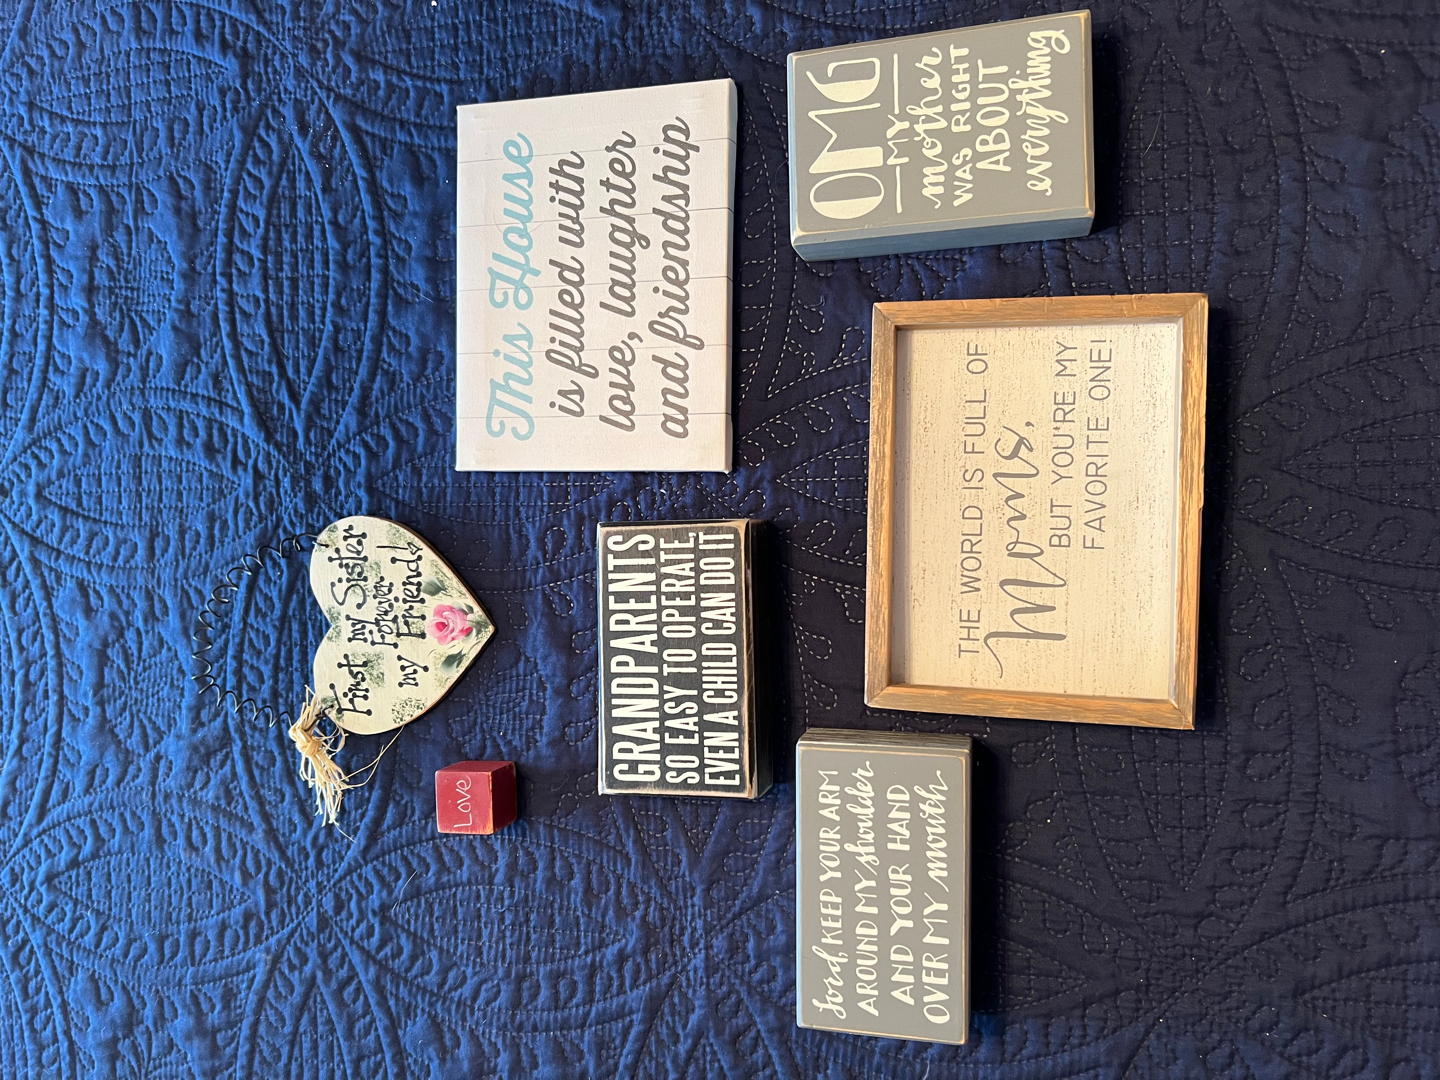 First my Sister
Forever
my Friend!
Love
This House
is filled with
love, laughter
and friendship
GRANDPARENTS
SO EASY TO OPERATE,
EVEN A CHILD CAN DO IT
OMG
MY
mother
WAS RIGHT
ABOUT
everything
THE WORLD IS FULL OF
Moms,
BUT YOU'RE MY
FAVORITE ONE!
Lord, KEEP YOUR ARM
AROUND MY shoulder
AND YOUR HAND
OVER MY mouth